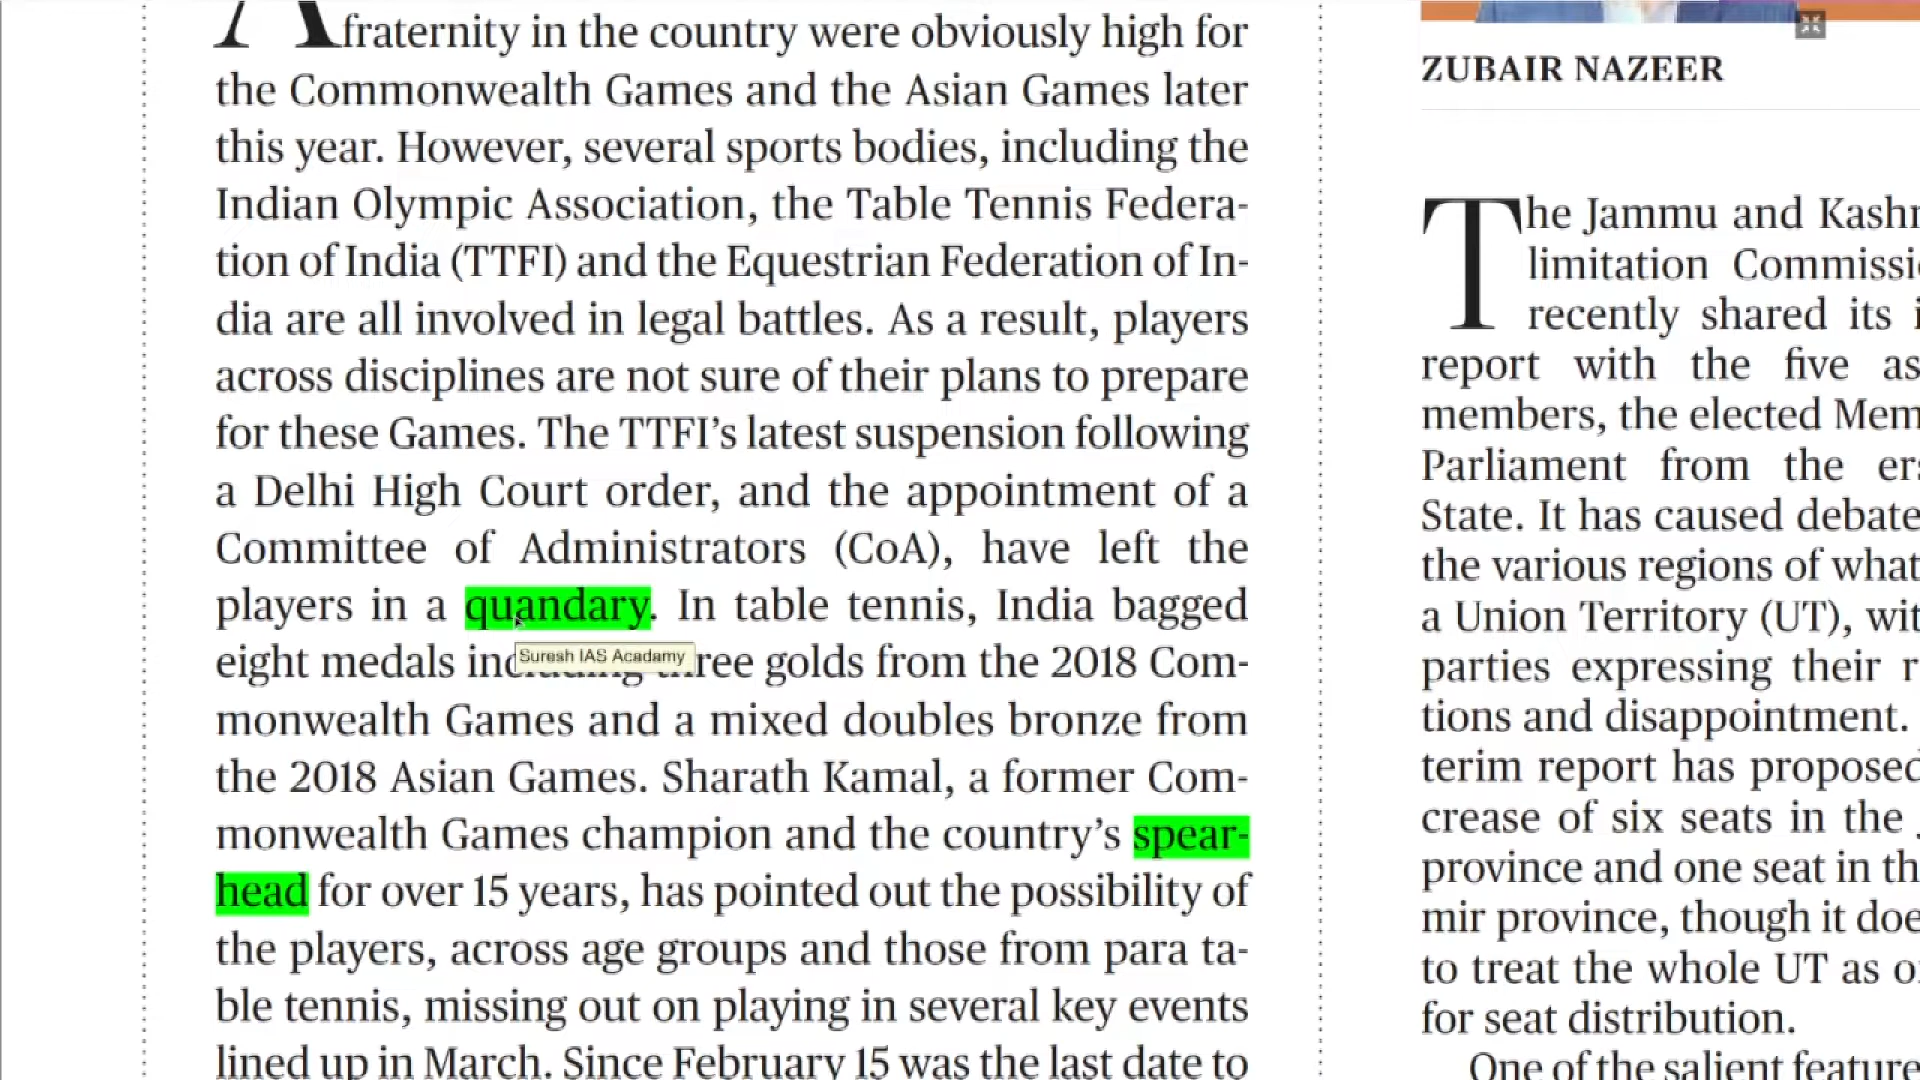 A fraternity in the country were obviously high for
the Commonwealth Games and the Asian Games later
this year. However, several sports bodies, including the
Indian Olympic Association, the Table Tennis Federa-
tion of India (TTFI) and the Equestrian Federation of In-
dia are all involved in legal battles. As a result, players
across disciplines are not sure of their plans to prepare
for these Games. The TTFI’s latest suspension following
a Delhi High Court order, and the appointment of a
Committee of Administrators (CoA), have left the
players in a quandary. In table tennis, India bagged
eight medals including three golds from the 2018 Com-
Suresh IAS Acadamy
monwealth Games and a mixed doubles bronze from
the 2018 Asian Games. Sharath Kamal, a former Com-
monwealth Games champion and the country’s spear-
head for over 15 years, has pointed out the possibility of
the players, across age groups and those from para ta-
ble tennis, missing out on playing in several key events
lined up in March. Since February 15 was the last date to
ZUBAIR NAZEER
The Jammu and Kashm
limitation Commissio
recently shared its i
report with the five as
members, the elected Mem
Parliament from the ers
State. It has caused debate
the various regions of what
a Union Territory (UT), wit
parties expressing their r
tions and disappointment.
terim report has proposed
crease of six seats in the
province and one seat in th
mir province, though it doe
to treat the whole UT as o
for seat distribution.
One of the salient feature